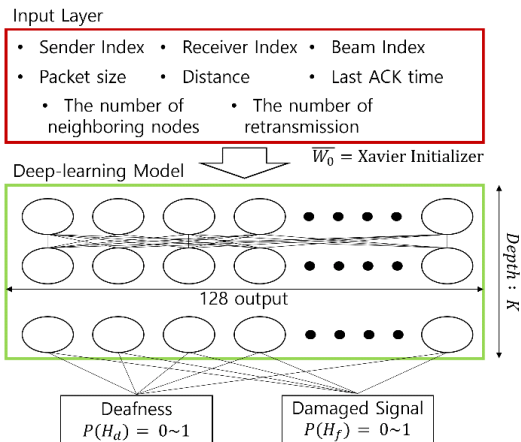 Input Layer
• Sender Index • Receiver Index • Beam Index
• Packet size • Distance • Last ACK time
• The number of neighboring nodes • The number of retransmission
$\overline{W_0}$ = Xavier Initializer
Deep-learning Model
128 output
Depth : K
Deafness
P(H_d) = 0~1
Damaged Signal
P(H_f) = 0~1